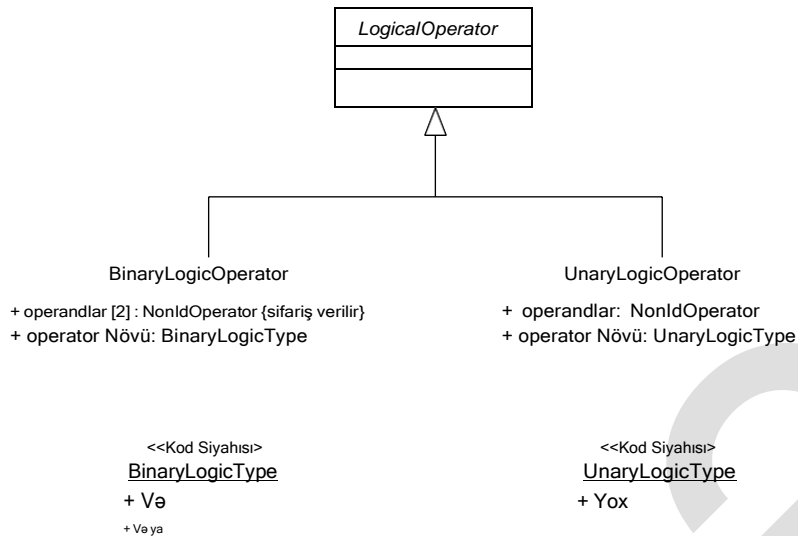 LogicalOperator
BinaryLogicOperator
UnaryLogicOperator
+ operandlar [2] : NonIdOperator {sifariş verilir}
+ operator Növü: BinaryLogicType
+ operandlar: NonIdOperator
+ operator Növü: UnaryLogicType
<<Kod Siyahısı>
BinaryLogicType
+ Və
+ Və ya
<<Kod Siyahısı>
UnaryLogicType
+ Yox